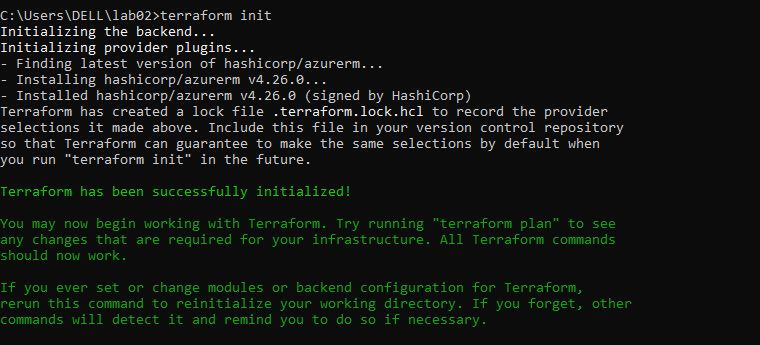 C:\Users\DELL\lab02>terraform init
Initializing the backend...
Initializing provider plugins...
- Finding latest version of hashicorp/azurerm...
- Installing hashicorp/azurerm v4.26.0...
- Installed hashicorp/azurerm v4.26.0 (signed by HashiCorp)
Terraform has created a lock file .terraform.lock.hcl to record the provider
selections it made above. Include this file in your version control repository
so that Terraform can guarantee to make the same selections by default when
you run "terraform init" in the future.
Terraform has been successfully initialized!
You may now begin working with Terraform. Try running "terraform plan" to see
any changes that are required for your infrastructure. All Terraform commands
should now work.
If you ever set or change modules or backend configuration for Terraform,
rerun this command to reinitialize your working directory. If you forget, other
commands will detect it and remind you to do so if necessary.